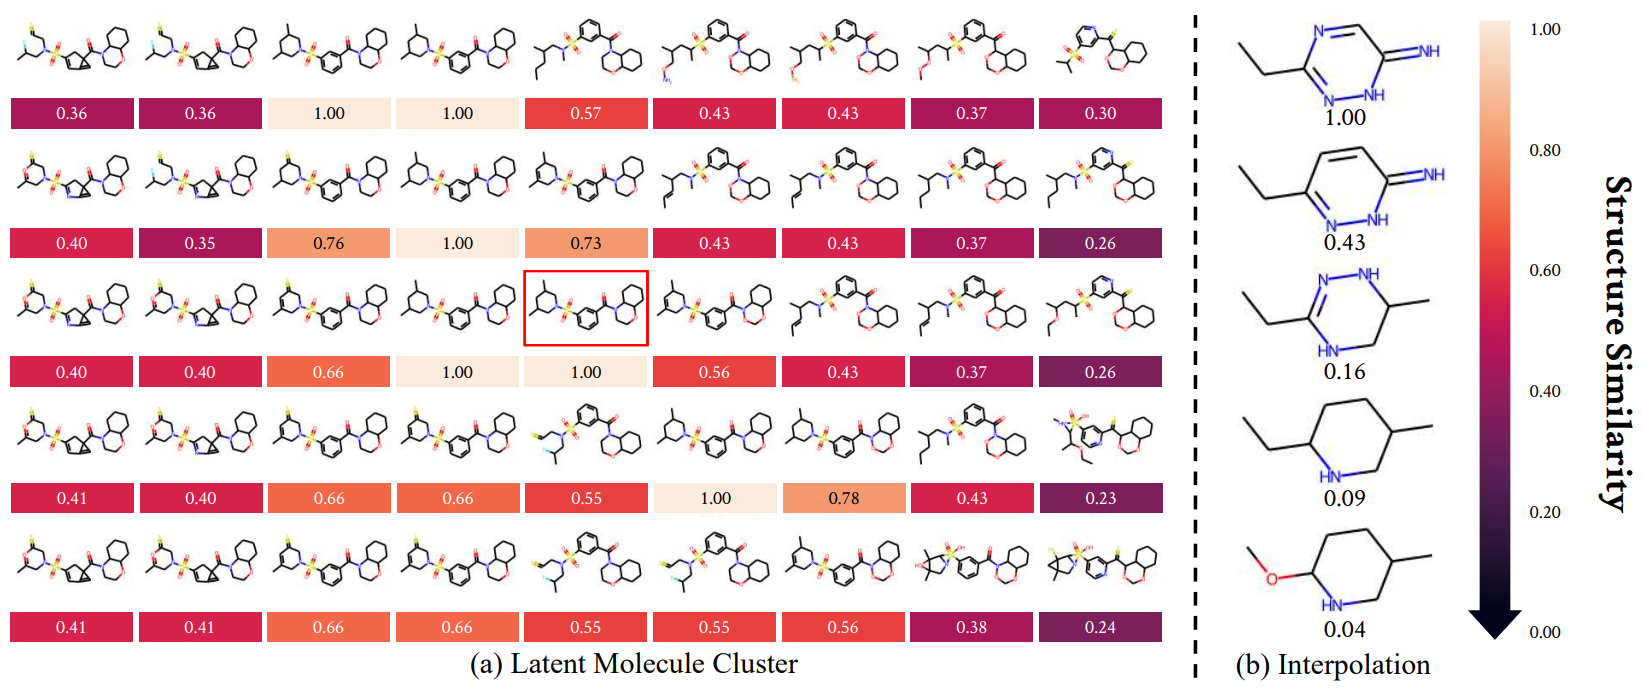 0.36 0.36 1.00 1.00 0.57 0.43 0.43 0.37 0.30
0.40 0.35 0.76 1.00 0.73 0.43 0.43 0.37 0.26
0.40 0.40 0.66 1.00 1.00 0.56 0.43 0.37 0.26
0.41 0.40 0.66 0.66 0.55 1.00 0.78 0.43 0.23
0.41 0.41 0.66 0.66 0.55 0.55 0.56 0.38 0.24
(a) Latent Molecule Cluster
N
NH
N
NH
1.00
NH
N
NH
0.43
N
NH
HN
0.16
HN
0.09
O
HN
0.04
(b) Interpolation
1.00
0.80
0.60
0.40
0.20
0.00
Structure Similarity